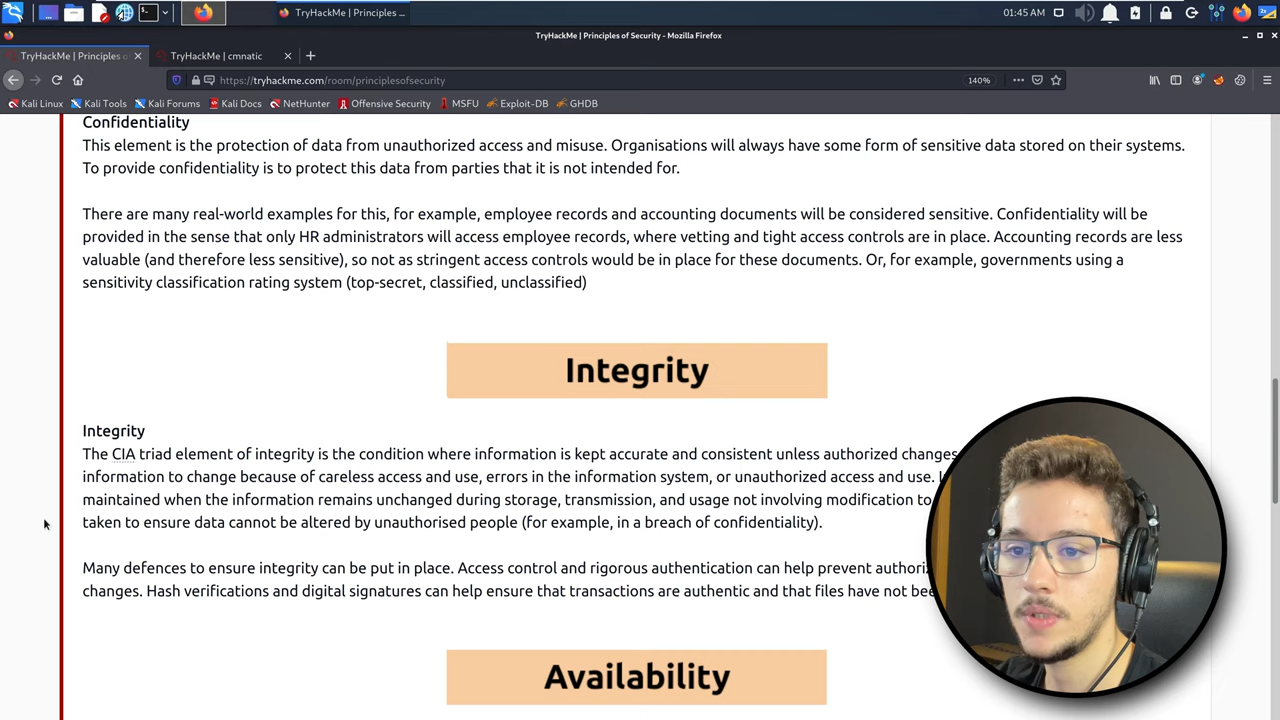 TryHackMe | Principles ...
01:45 AM
TryHackMe | Principles of Security - Mozilla Firefox
TryHackMe | Principles of
TryHackMe | cmnatic
https://tryhackme.com/room/principlesofsecurity
140%
Kali Linux Kali Tools Kali Forums Kali Docs NetHunter Offensive Security MSFU Exploit-DB GHDB
Confidentiality
This element is the protection of data from unauthorized access and misuse. Organisations will always have some form of sensitive data stored on their systems.
To provide confidentiality is to protect this data from parties that it is not intended for.
There are many real-world examples for this, for example, employee records and accounting documents will be considered sensitive. Confidentiality will be
provided in the sense that only HR administrators will access employee records, where vetting and tight access controls are in place. Accounting records are less
valuable (and therefore less sensitive), so not as stringent access controls would be in place for these documents. Or, for example, governments using a
sensitivity classification rating system (top-secret, classified, unclassified)
Integrity
Integrity
The CIA triad element of integrity is the condition where information is kept accurate and consistent unless authorized changes
information to change because of careless access and use, errors in the information system, or unauthorized access and use.
maintained when the information remains unchanged during storage, transmission, and usage not involving modification to
taken to ensure data cannot be altered by unauthorised people (for example, in a breach of confidentiality).
Many defences to ensure integrity can be put in place. Access control and rigorous authentication can help prevent
changes. Hash verifications and digital signatures can help ensure that transactions are authentic and that files have not
Availability